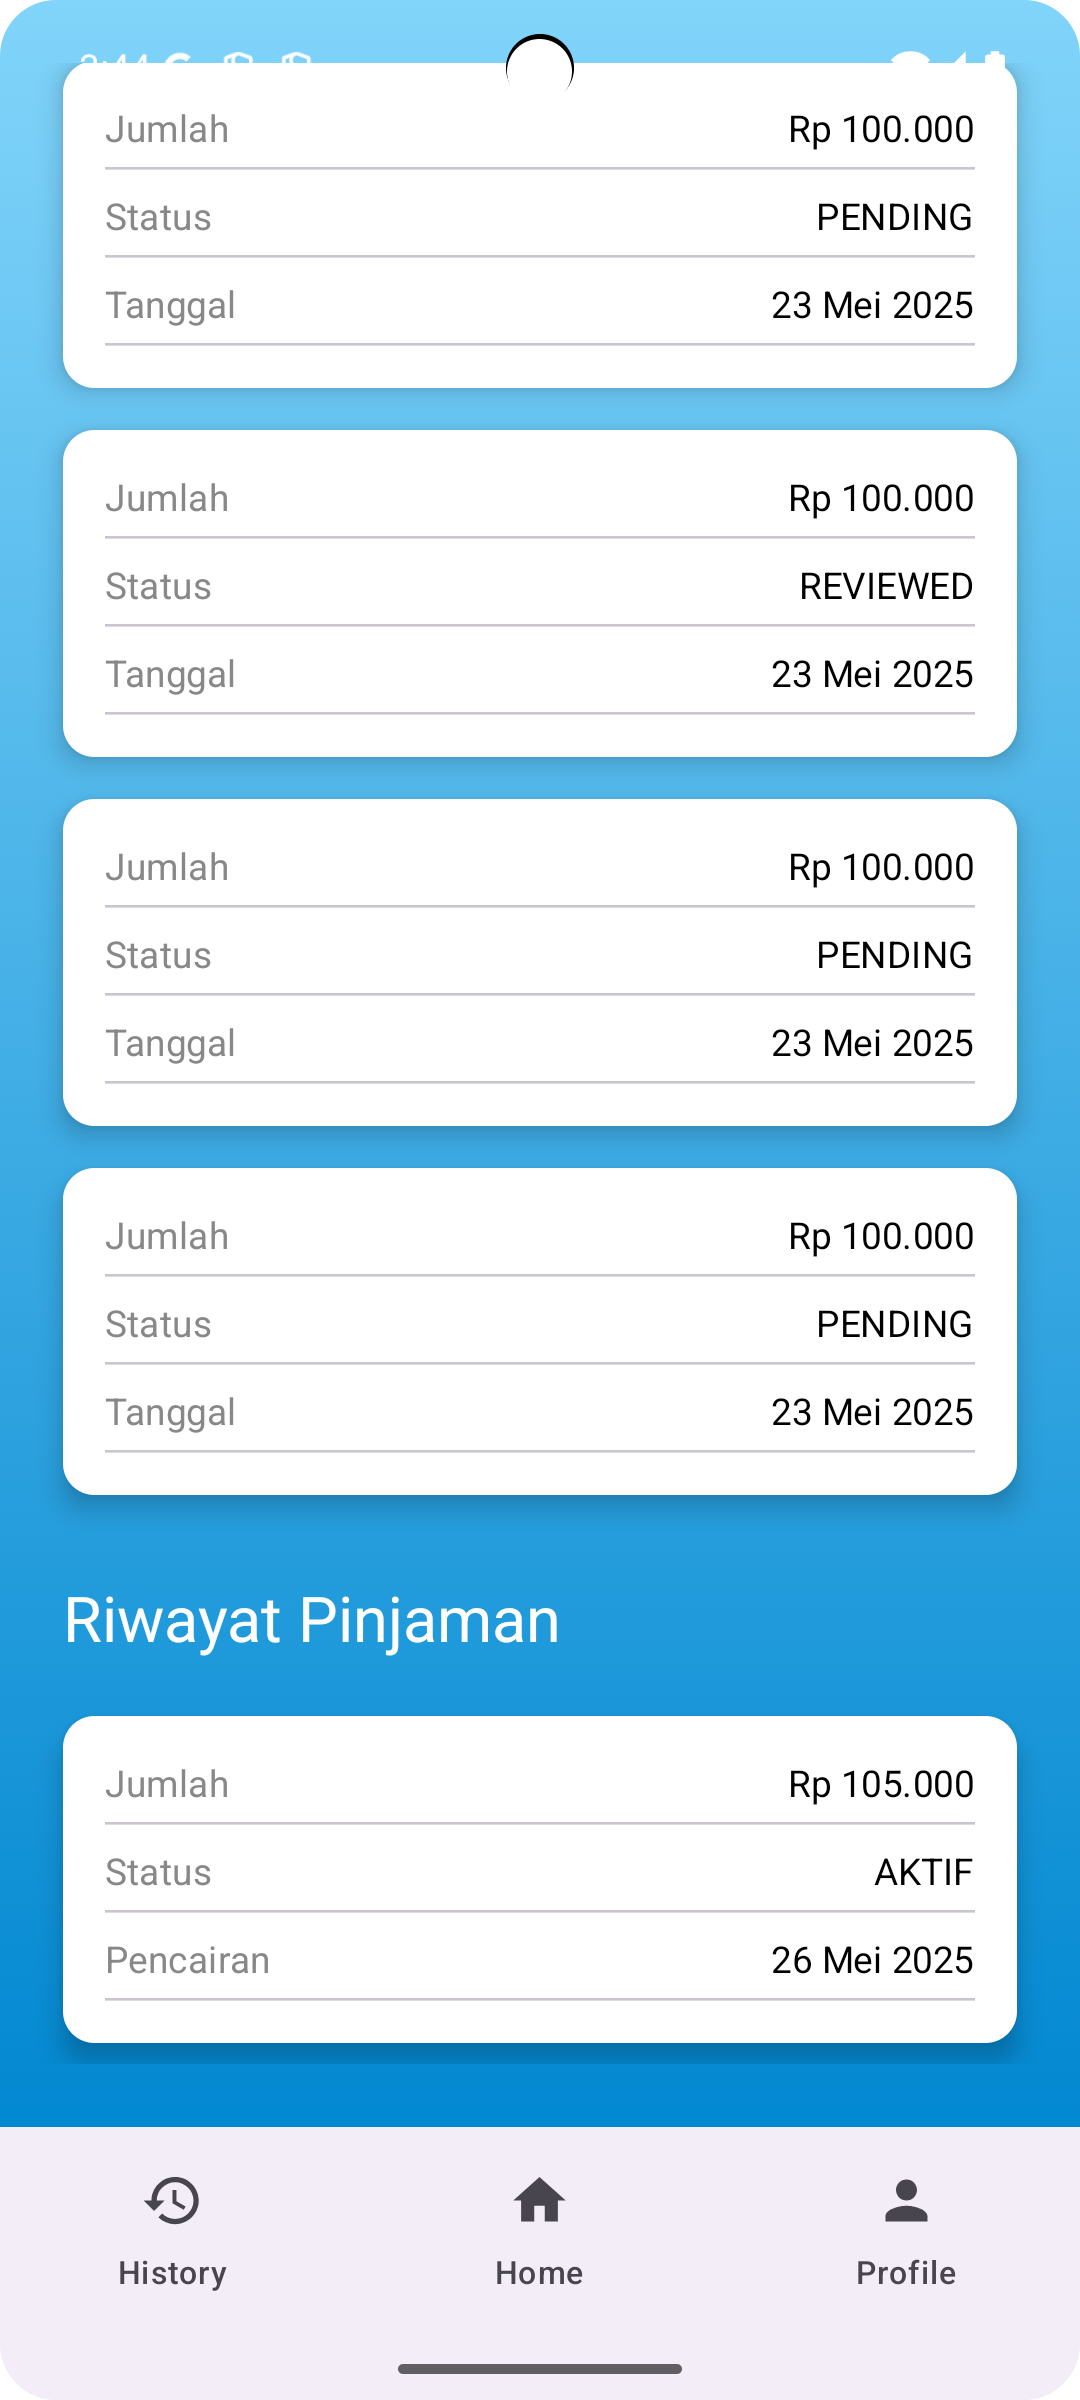 Jumlah Rp 100.000
Status PENDING
Tanggal 23 Mei 2025
Jumlah Rp 100.000
Status REVIEWED
Tanggal 23 Mei 2025
Jumlah Rp 100.000
Status PENDING
Tanggal 23 Mei 2025
Jumlah Rp 100.000
Status PENDING
Tanggal 23 Mei 2025
Riwayat Pinjaman
Jumlah Rp 105.000
Status AKTIF
Pencairan 26 Mei 2025
History Home Profile